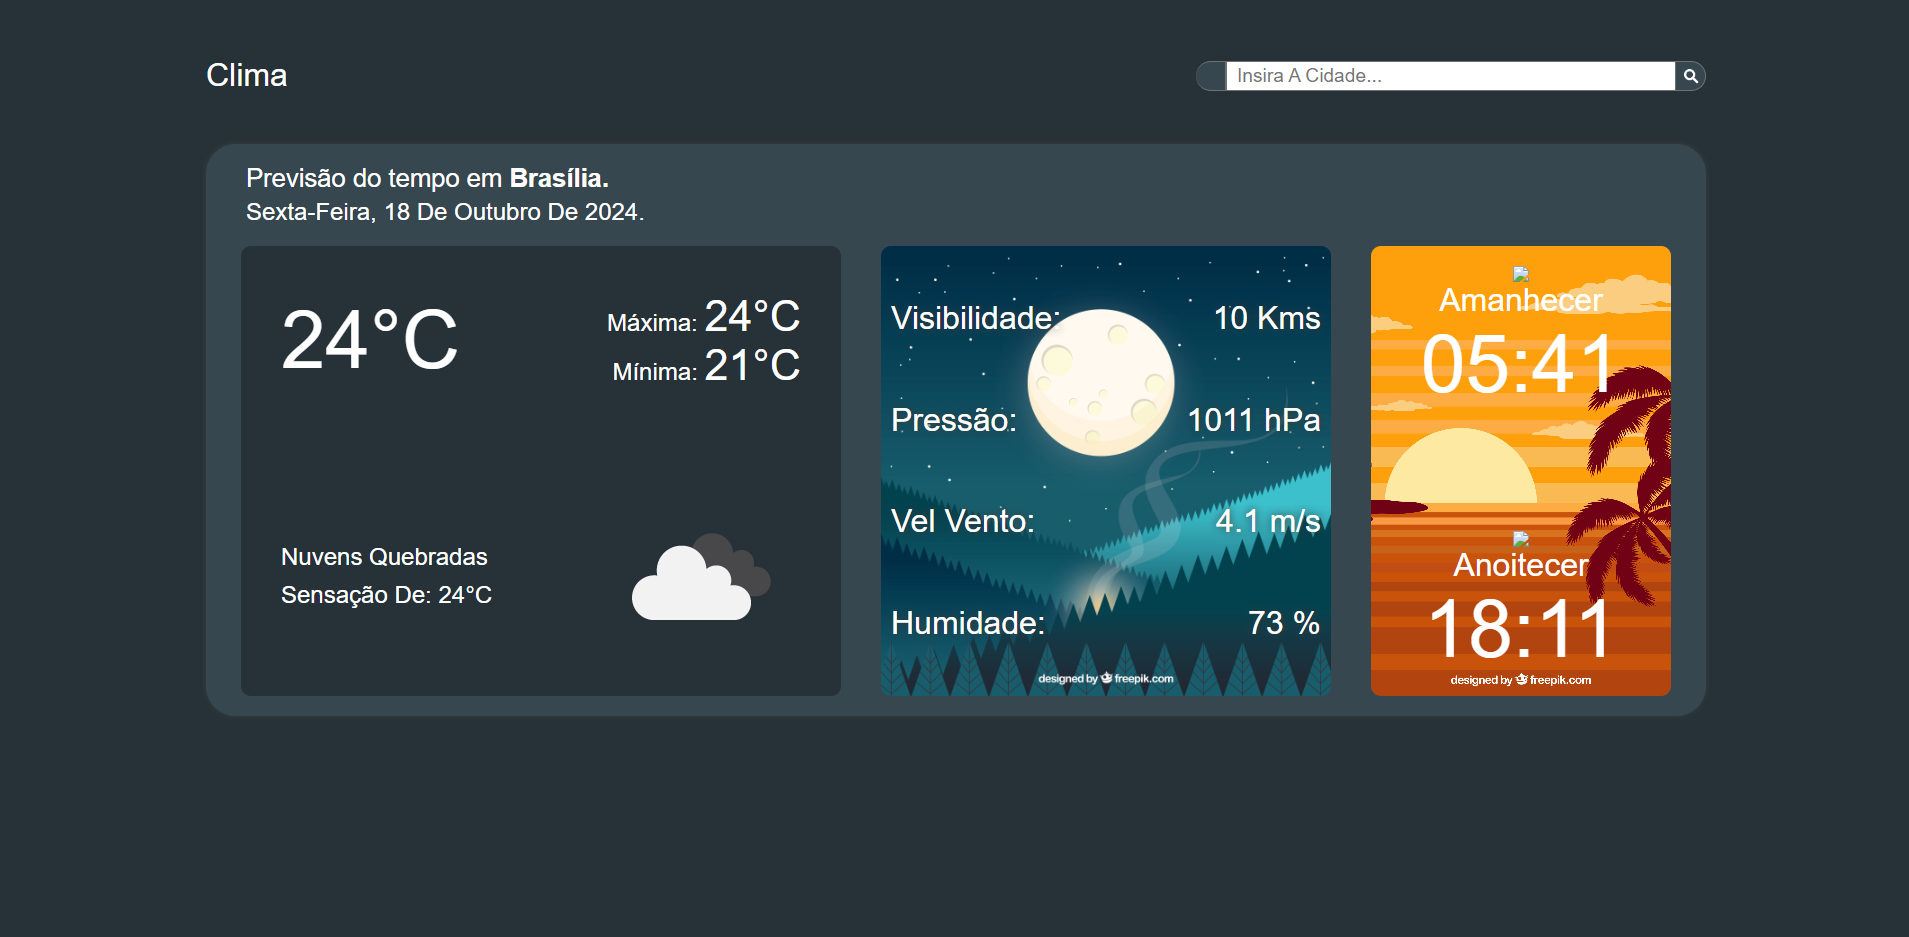 Clima
Insira A Cidade...
Previsão do tempo em Brasília.
Sexta-Feira, 18 De Outubro De 2024.
24°C
Máxima: 24°C
Mínima: 21°C
Nuvens Quebradas
Sensação De: 24°C
Visibilidade: 10 Kms
Pressão: 1011 hPa
Vel Vento: 4.1 m/s
Humidade: 73 %
designed by freepik.com
Amanhecer
05:41
Anoitecer
18:11
designed by freepik.com